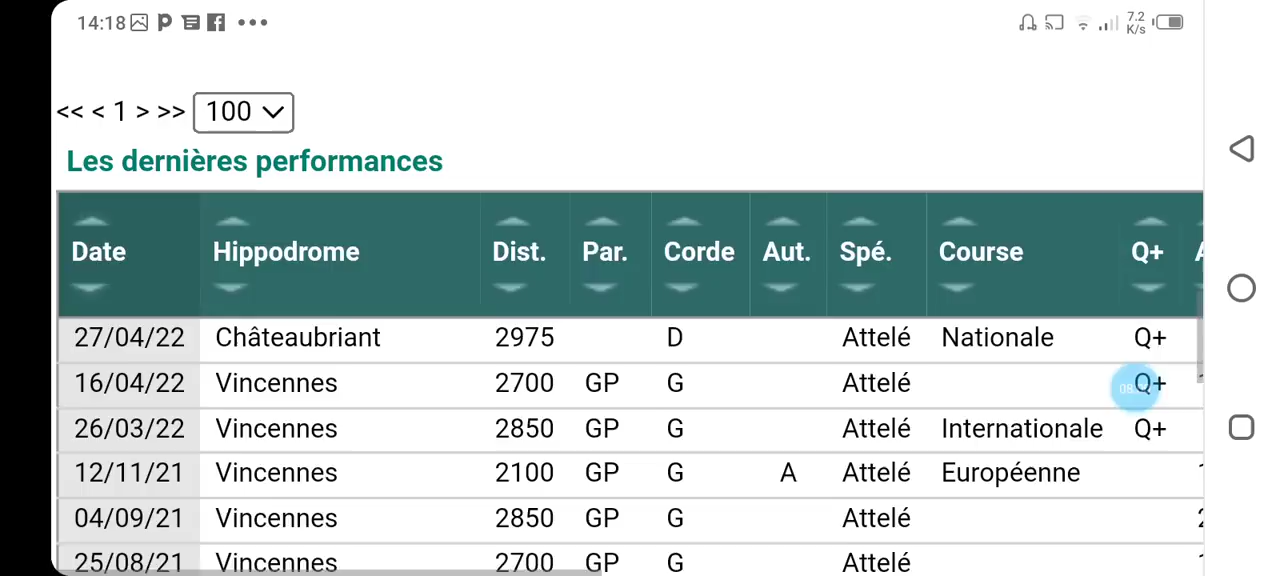 14:18 7.2 K/s
<< < 1 > >> 100
Les dernières performances
Date Hippodrome Dist. Par. Corde Aut. Spé. Course Q+
27/04/22 Châteaubriant 2975 D Attelé Nationale Q+
16/04/22 Vincennes 2700 GP G Attelé Q+
26/03/22 Vincennes 2850 GP G Attelé Internationale Q+
12/11/21 Vincennes 2100 GP G A Attelé Européenne
04/09/21 Vincennes 2850 GP G Attelé
25/08/21 Vincennes 2700 GP G Attelé